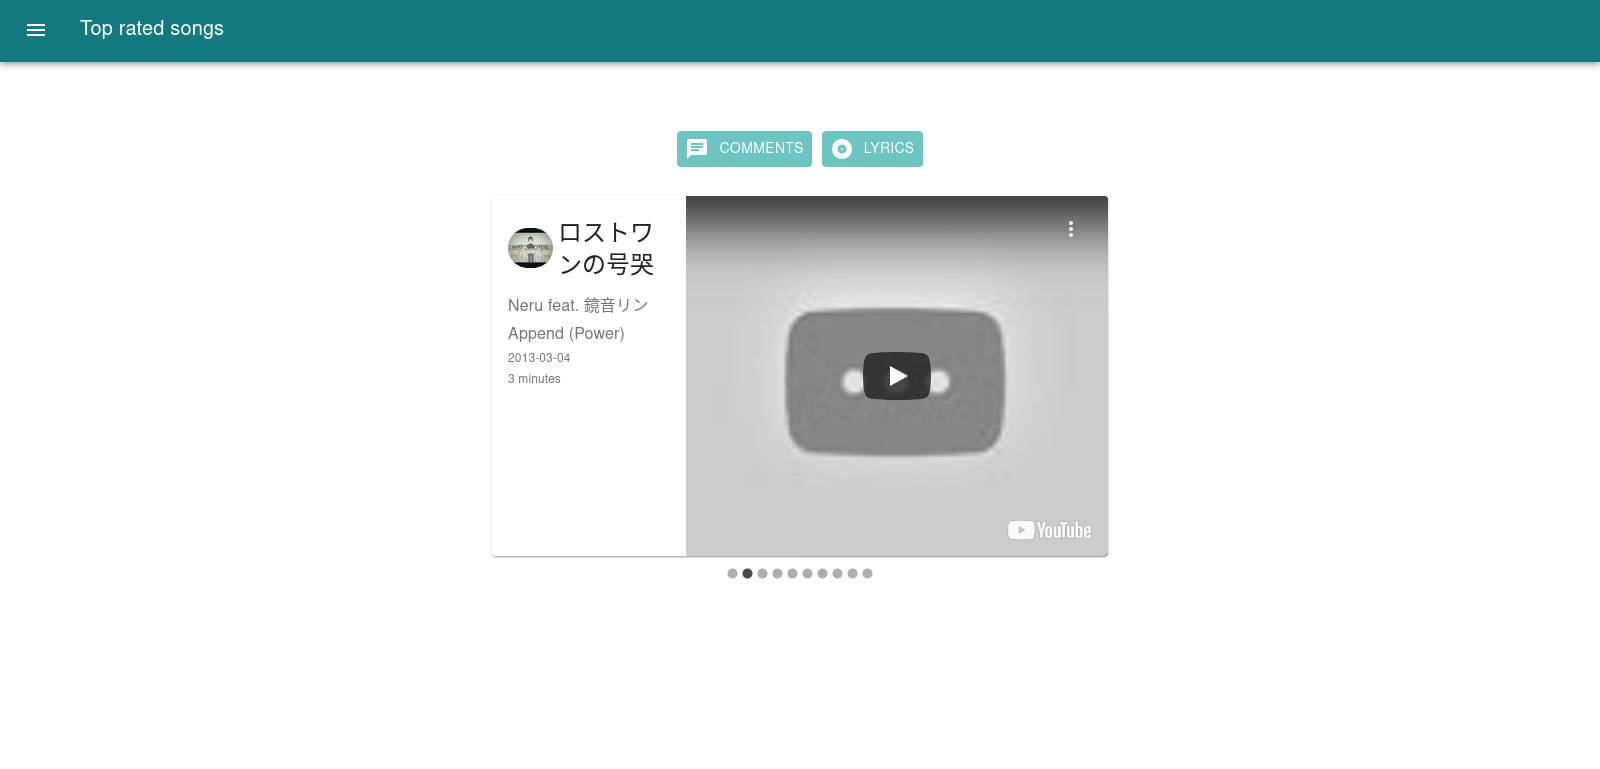 Top rated songs
COMMENTS
LYRICS
ロストワ
ンの号哭
Neru feat. 鏡音リン
Append (Power)
2013-03-04
3 minutes
YouTube